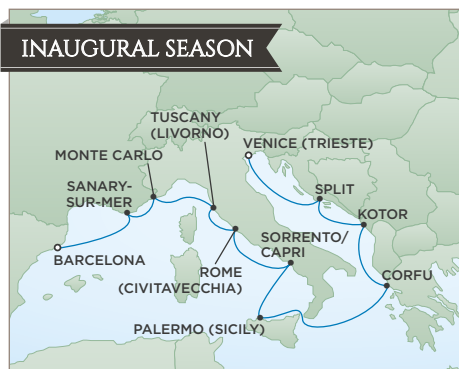 INAUGURAL SEASON
TUSCANY
(LIVORNO)
VENICE (TRIESTE)
MONTE CARLO
SANARY-
SUR-MER
SPLIT
KOTOR
SORRENTO/
CAPRI
BARCELONA
ROME
(CIVITAVECCHIA)
CORFU
PALERMO (SICILY)